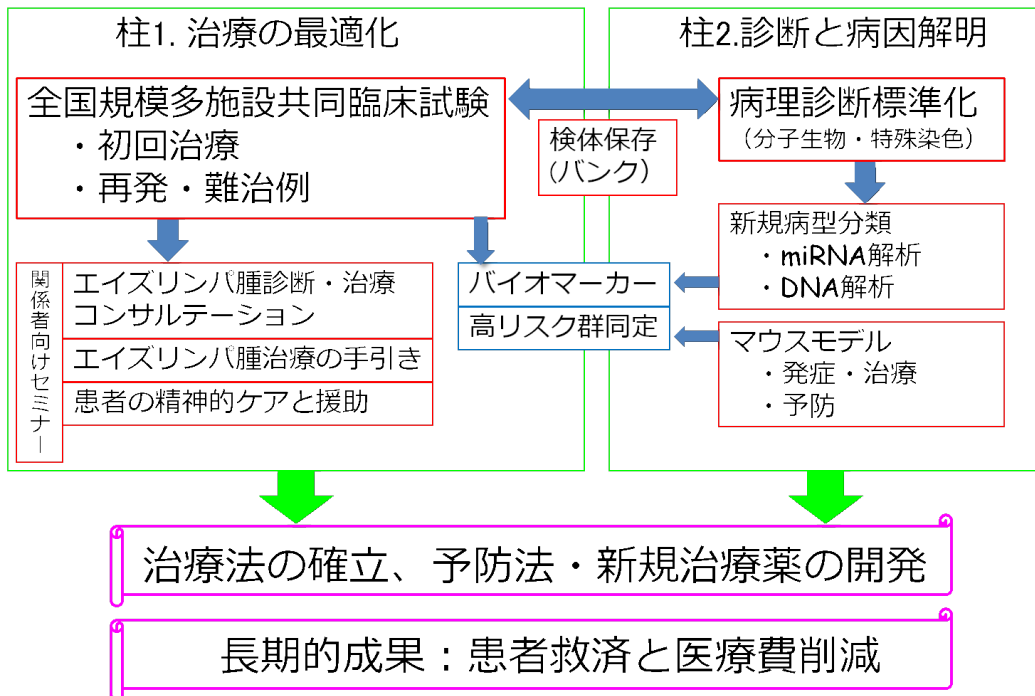 柱1. 治療の最適化
全国規模多施設共同臨床試験
・初回治療
・再発・難治例
関係者向けセミナー
エイズリンパ腫診断・治療
コンサルテーション
エイズリンパ腫治療の手引き
患者の精神的ケアと援助
検体保存
(バンク)
バイオマーカー
高リスク群同定
柱2.診断と病因解明
病理診断標準化
（分子生物・特殊染色）
新規病型分類
・miRNA解析
・DNA解析
マウスモデル
・発症・治療
・予防
治療法の確立、予防法・新規治療薬の開発
長期的成果：患者救済と医療費削減